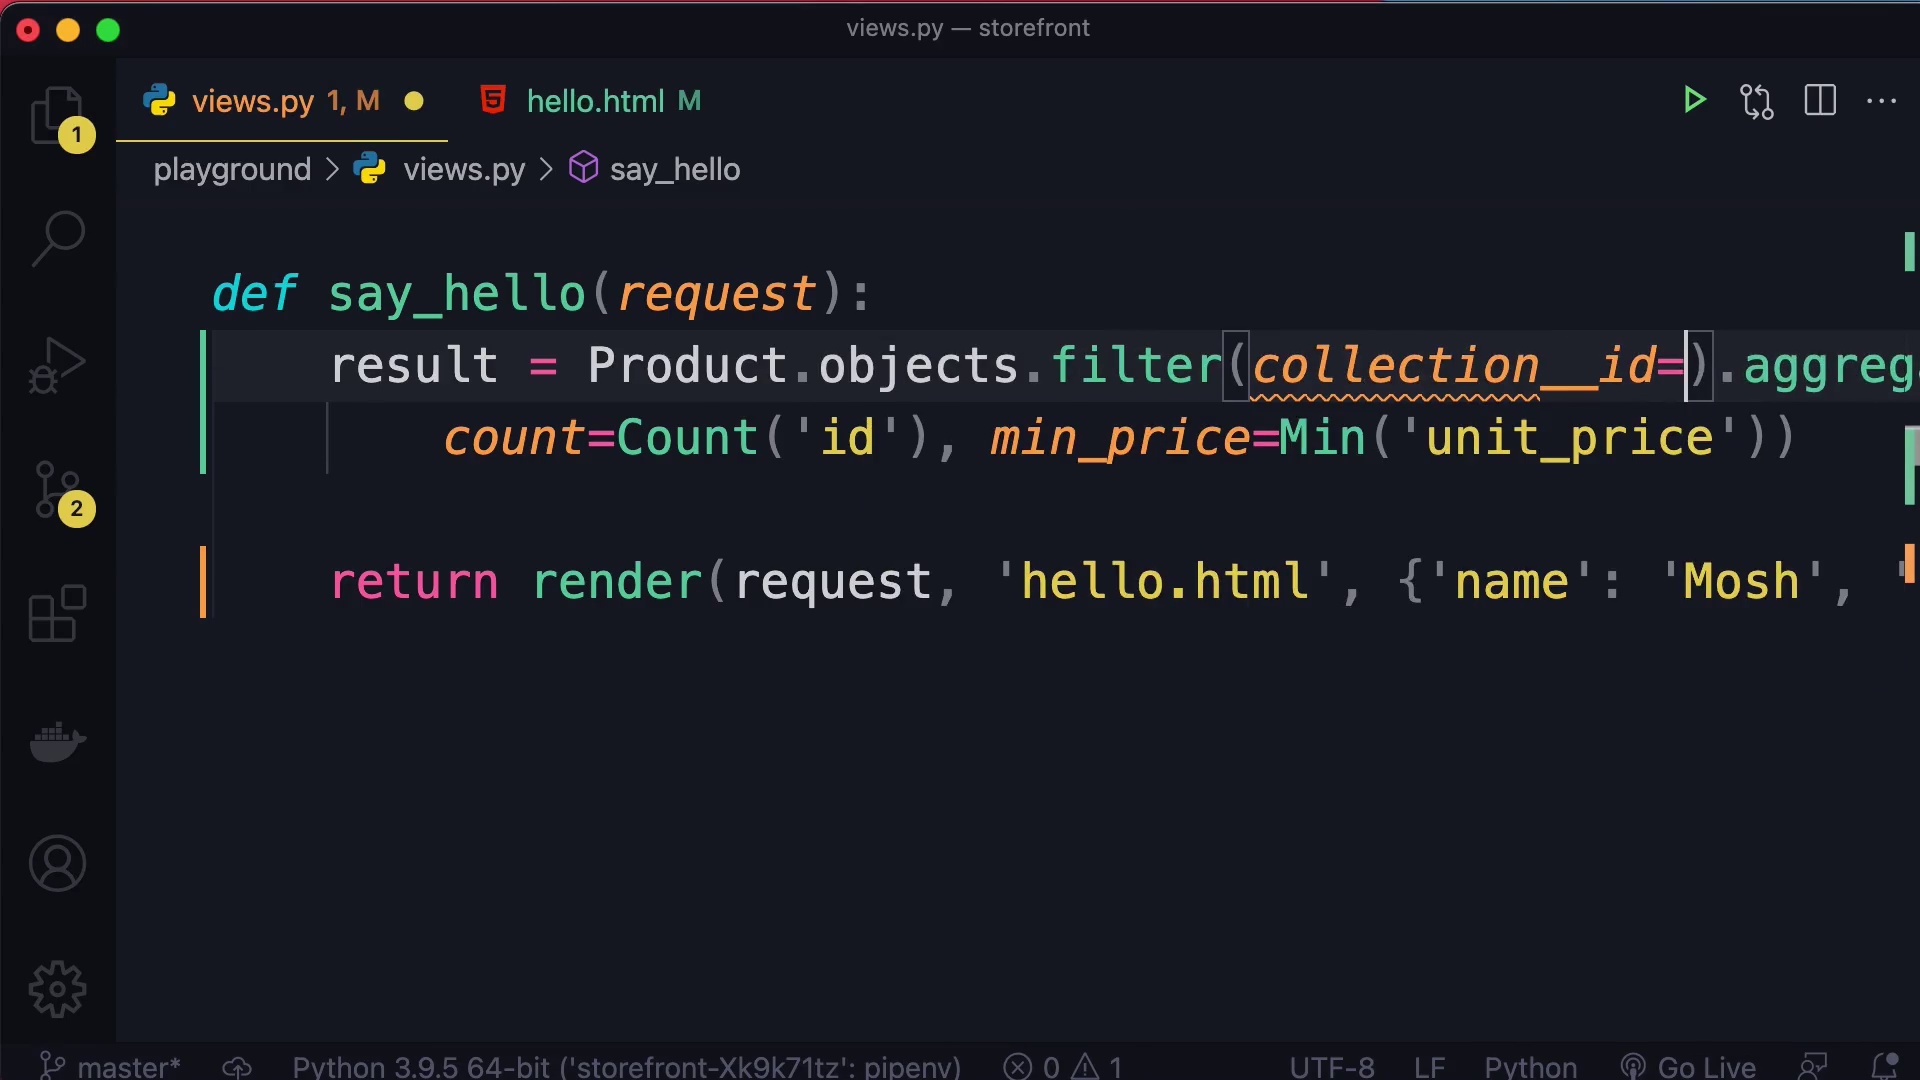 views.py — storefront
views.py 1, M
hello.html M
1
playground > views.py > say_hello
def say_hello(request):
result = Product.objects.filter(collection__id=).aggreg
count=Count('id'), min_price=Min('unit_price'))
2
return render(request, 'hello.html', {'name': 'Mosh', '
master* Python 3.9.5 64-bit ('storefront-Xk9k71tz': pipenv) 0 1 UTF-8 LF Python Go Live